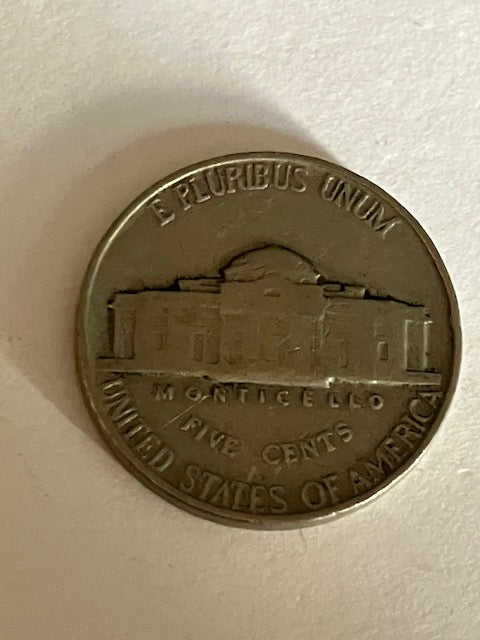 E PLURIBUS UNUM
MONTICELLO
FIVE CENTS
UNITED STATES OF AMERICA